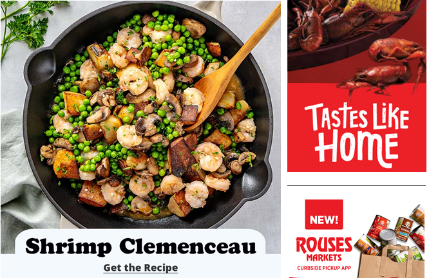 Shrimp Clemenceau
Get the Recipe
TASTES LIKE
HOME
NEW!
ROUSES
MARKETS
CURBSIDE PICKUP APP